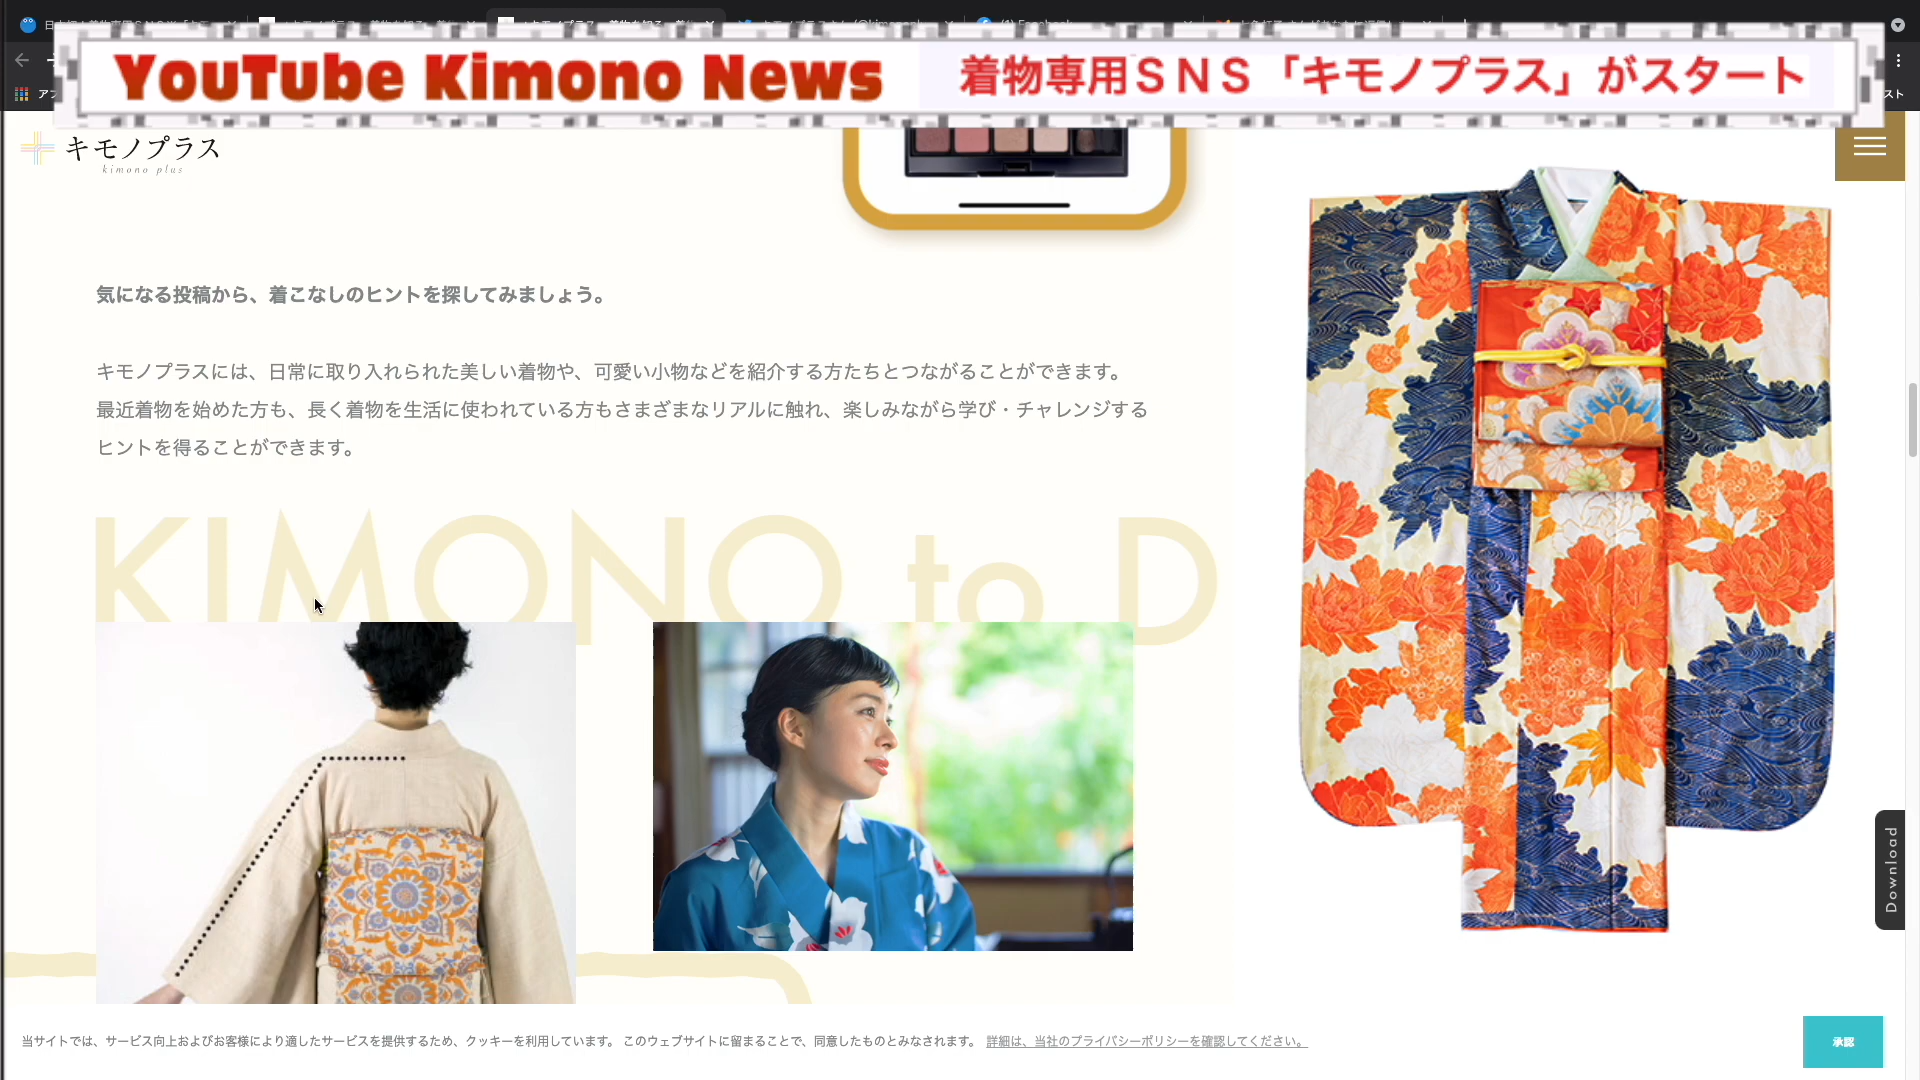 YouTube Kimono News
着物専用SNS「キモノプラス」がスタート
キモノプラス
kimono plus
気になる投稿から、着こなしのヒントを探してみましょう。
キモノプラスには、日常に取り入れられた美しい着物や、可愛い小物などを紹介する方たちとつながることができます。
最近着物を始めた方も、長く着物を生活に使われている方もさまざまなリアルに触れ、楽しみながら学び・チャレンジする
ヒントを得ることができます。
KIMONO to D
Download
当サイトでは、サービス向上およびお客様により適したサービスを提供するため、クッキーを利用しています。 このウェブサイトに留まることで、同意したものとみなされます。 詳細は、当社のプライバシーポリシーを確認してください。
承認